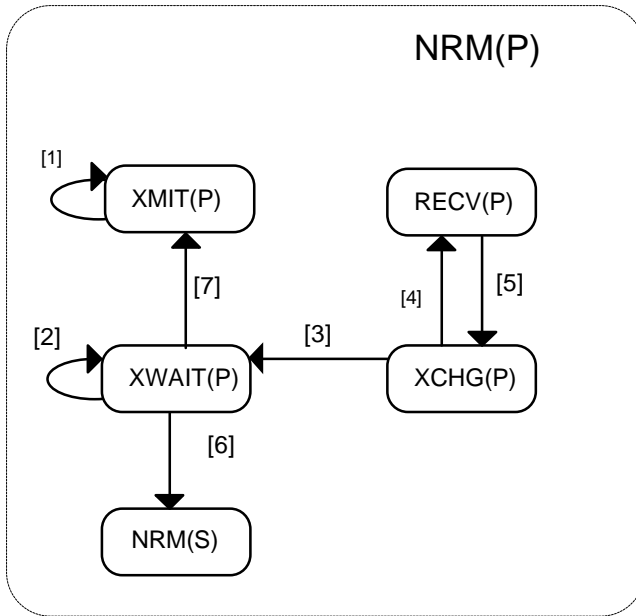 NRM(P)
[1]
XMIT(P)
RECV(P)
[7]
[4]
[5]
[2]
[3]
XWAIT(P)
XCHG(P)
[6]
NRM(S)